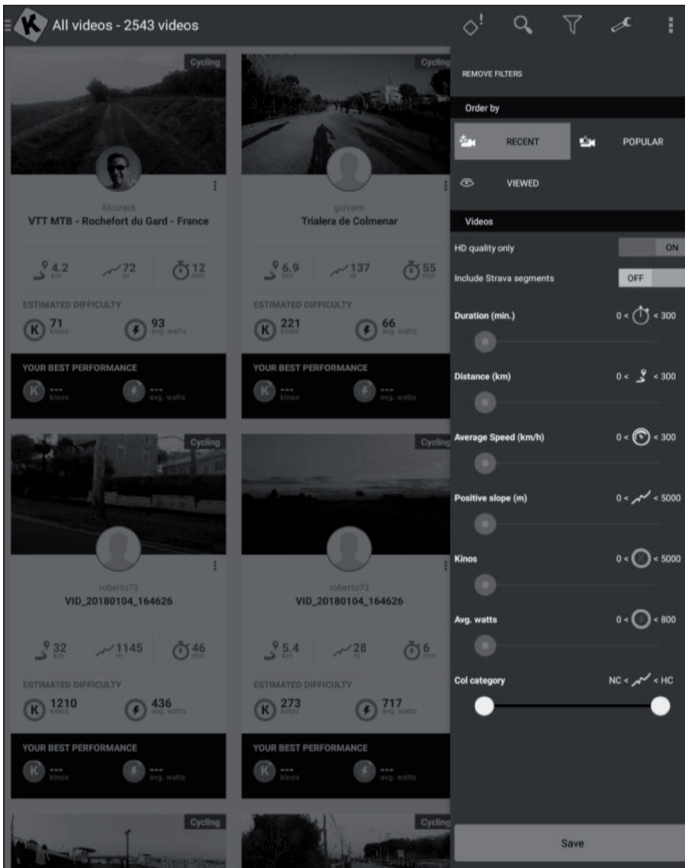 K All videos - 2543 videos
Cycling
Alicorack
VTT MTB - Rochefort du Gard - France
4.2 km 72 m 12 min
ESTIMATED DIFFICULTY
K 71 kinos 93 avg. watts
YOUR BEST PERFORMANCE
K --- kinos --- avg. watts
Cycling
gorriam
Trialera de Colmenar
6.9 km 137 m 55 min
ESTIMATED DIFFICULTY
K 221 kinos 66 avg. watts
YOUR BEST PERFORMANCE
K --- kinos --- avg. watts
Cycling
roberto73
VID_20180104_164626
32 km 1145 m 46 min
ESTIMATED DIFFICULTY
K 1210 kinos 436 avg. watts
YOUR BEST PERFORMANCE
K --- kinos --- avg. watts
Cycling
roberto73
VID_20180104_164626
5.4 km 28 m 6 min
ESTIMATED DIFFICULTY
K 273 kinos 717 avg. watts
YOUR BEST PERFORMANCE
K --- kinos --- avg. watts
Cycling
Cycling
REMOVE FILTERS
Order by
RECENT POPULAR
VIEWED
Videos
HD quality only ON
Include Strava segments OFF
Duration (min.) 0 < < 300
Distance (km) 0 < < 300
Average Speed (km/h) 0 < < 300
Positive slope (m) 0 < < 5000
Kinos 0 < < 5000
Avg. watts 0 < < 800
Col category NC < < HC
Save